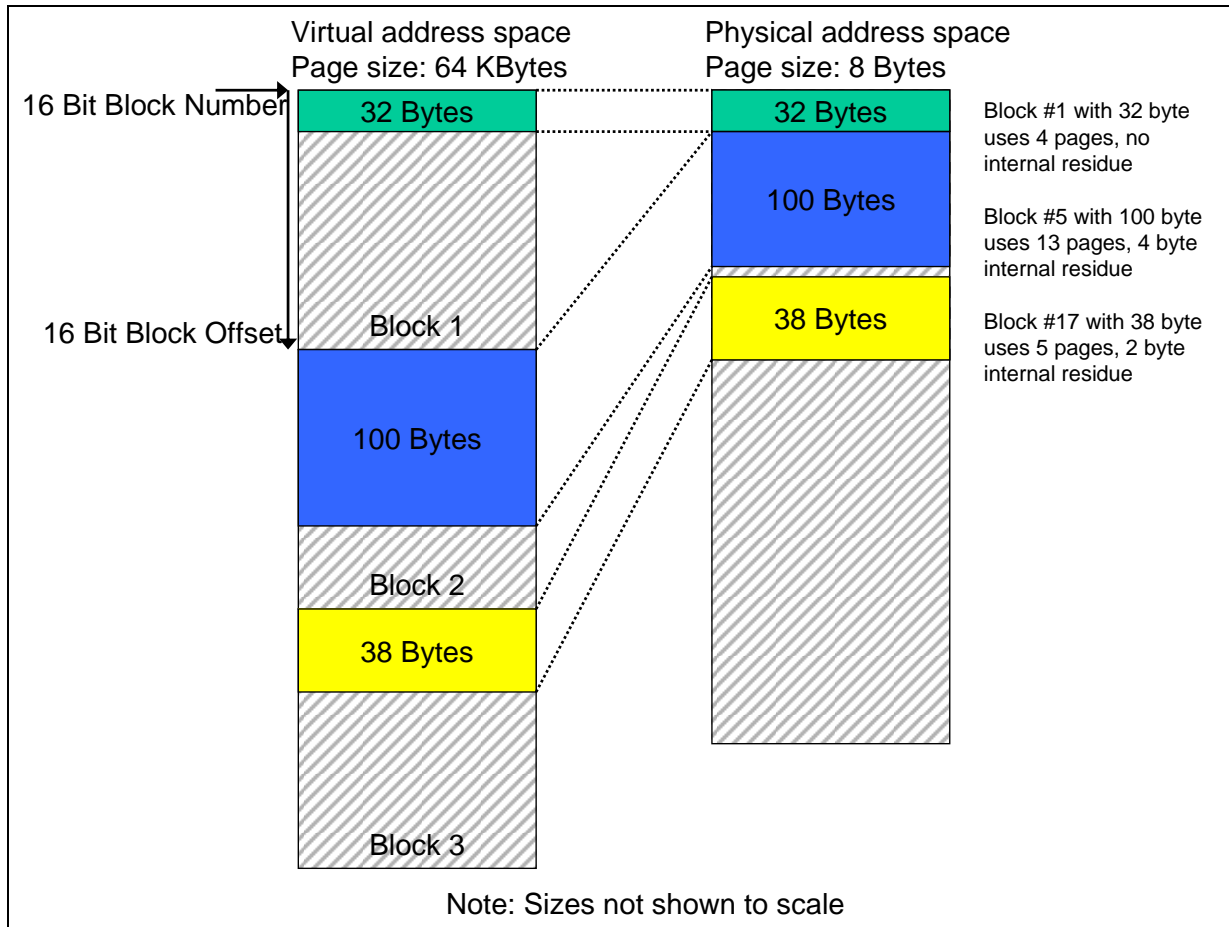 Virtual address space
Page size: 64 KBytes
Physical address space
Page size: 8 Bytes
16 Bit Block Number
32 Bytes
32 Bytes
Block #1 with 32 byte
uses 4 pages, no
internal residue
100 Bytes
Block #5 with 100 byte
uses 13 pages, 4 byte
internal residue
Block 1
16 Bit Block Offset
38 Bytes
Block #17 with 38 byte
uses 5 pages, 2 byte
internal residue
100 Bytes
Block 2
38 Bytes
Block 3
Note: Sizes not shown to scale